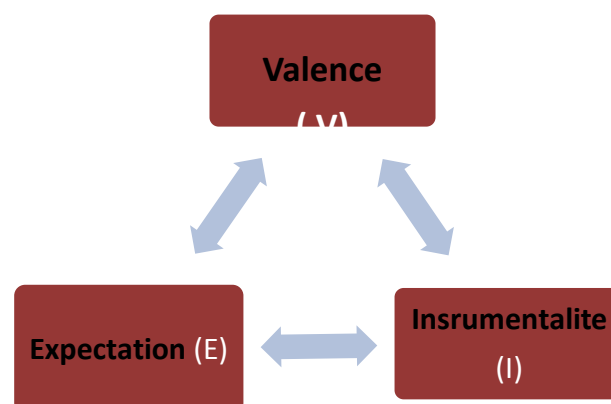 Valence
( V)
Expectation (E)
Insrumentalite
(I)